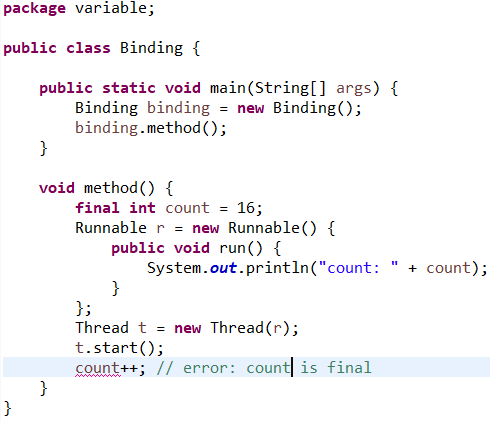 package variable;
public class Binding {
public static void main(String[] args) {
Binding binding = new Binding();
binding.method();
}
void method() {
final int count = 16;
Runnable r = new Runnable() {
public void run() {
System.out.println("count: " + count);
}
};
Thread t = new Thread(r);
t.start();
count++; // error: count is final
}
}